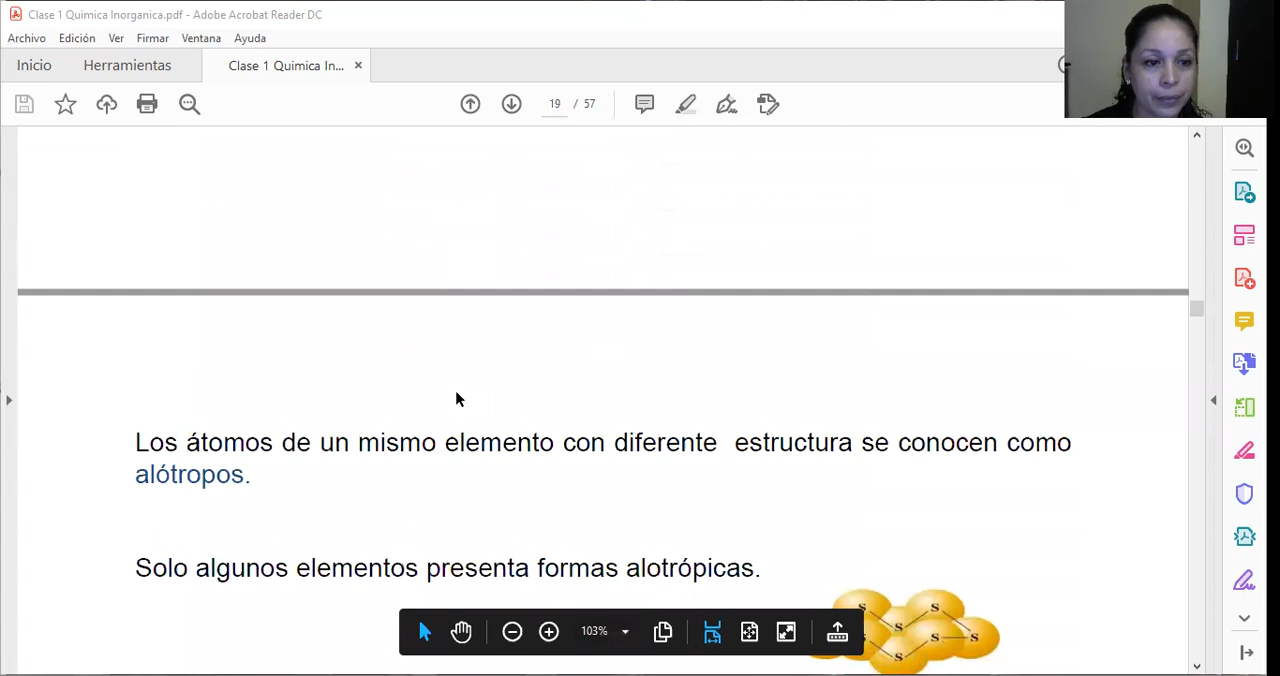 Clase 1 Quimica Inorganica.pdf - Adobe Acrobat Reader DC
Archivo Edición Ver Firmar Ventana Ayuda
Inicio Herramientas Clase 1 Quimica In... ×
19 / 57
Los átomos de un mismo elemento con diferente estructura se conocen como
alótropos.
Solo algunos elementos presenta formas alotrópicas.
S S
S S S
S
103%